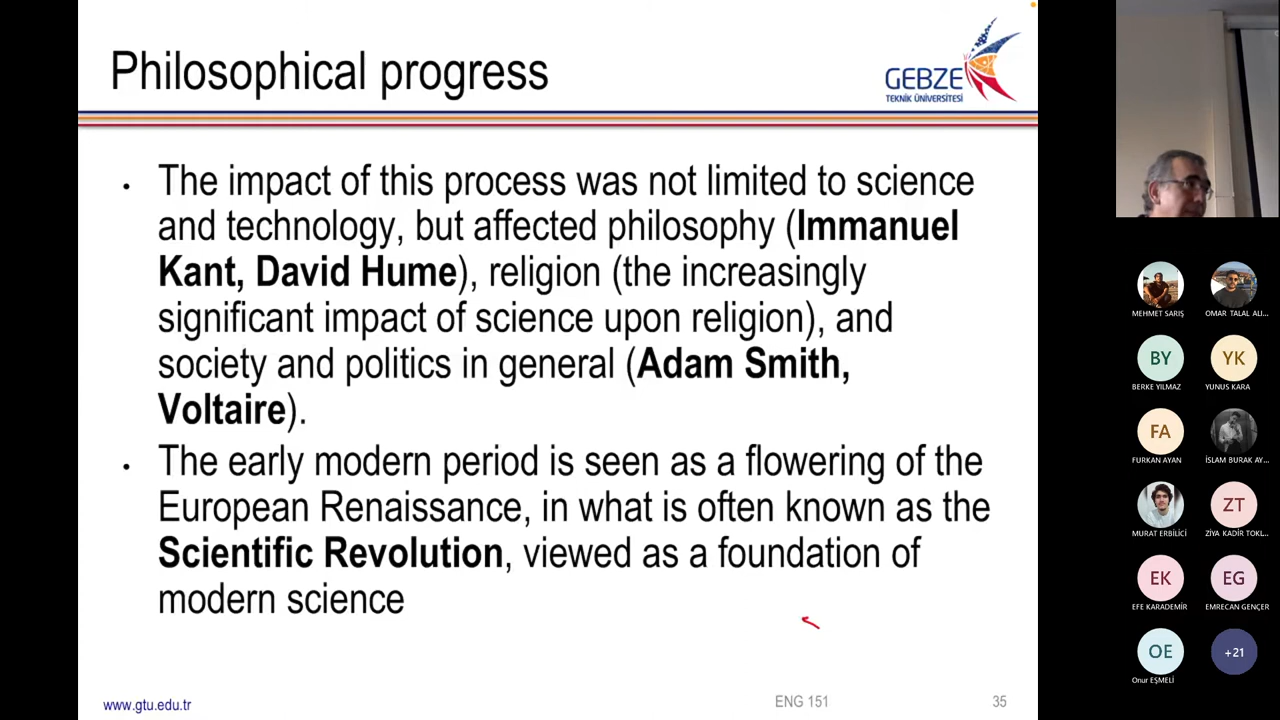 Philosophical progress
GEBZE
TEKNİK ÜNİVERSİTESİ
• The impact of this process was not limited to science
and technology, but affected philosophy (Immanuel
Kant, David Hume), religion (the increasingly
significant impact of science upon religion), and
society and politics in general (Adam Smith,
Voltaire).
• The early modern period is seen as a flowering of the
European Renaissance, in what is often known as the
Scientific Revolution, viewed as a foundation of
modern science
www.gtu.edu.tr
ENG 151
35
MEHMET SARIŞ
OMAR TALAL ALI...
BY
YK
BERKE YILMAZ
YUNUS KARA
FA
FURKAN AYAN
İSLAM BURAK AY...
ZT
MURAT ERBİLİCİ
ZİYA KADİR TOKL...
EK
EG
EFE KARADEMİR
EMRECAN GENÇER
OE
+21
Onur EŞMELİ